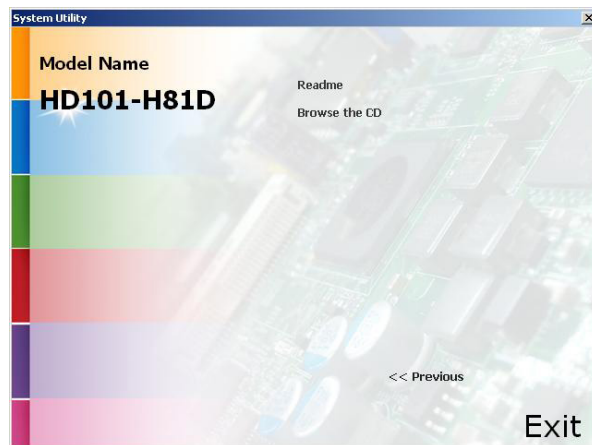 System Utility
Model Name
HD101-H81D
Readme
Browse the CD
<< Previous
Exit